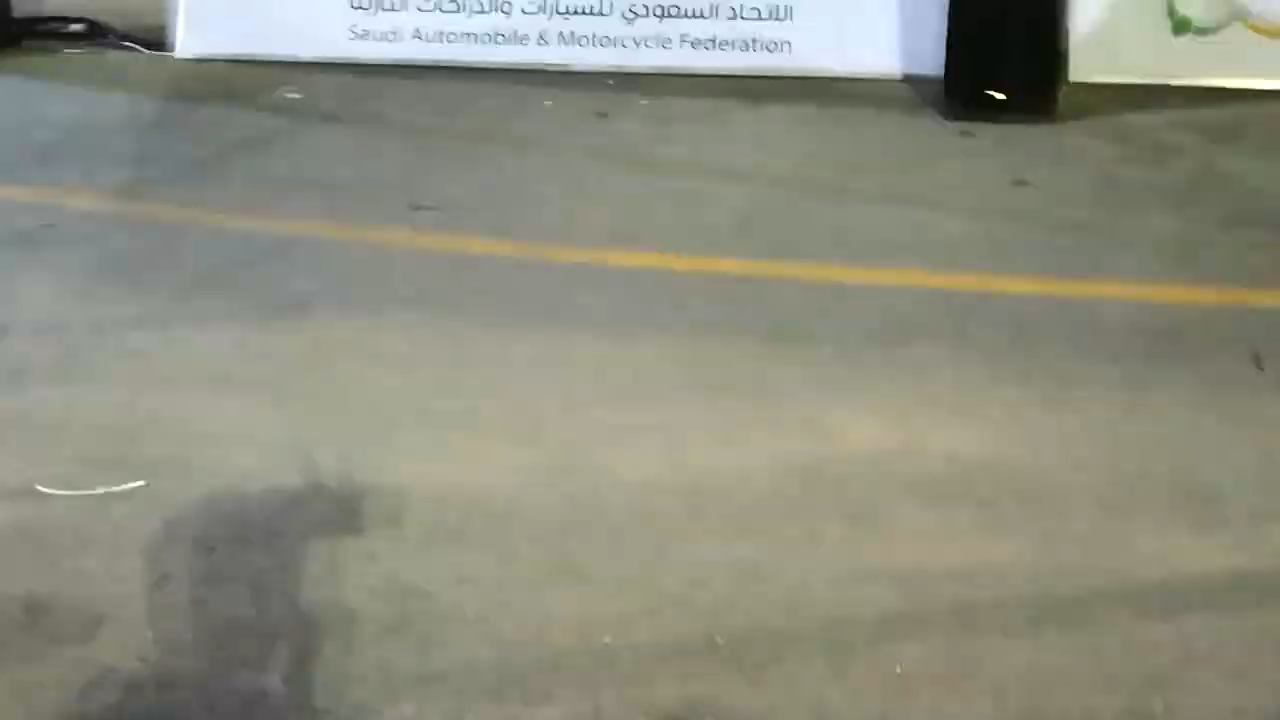 الاتحاد السعودي للسيارات والدراجات النارية
Saudi Automobile & Motorcycle Federation